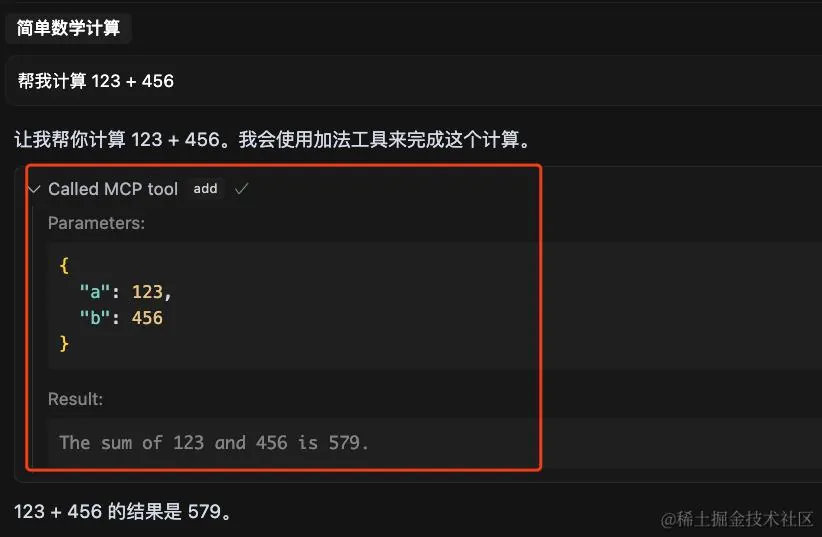 简单数学计算
帮我计算 123 + 456
让我帮你计算 123 + 456。我会使用加法工具来完成这个计算。
Called MCP tool add
Parameters:
{
"a": 123,
"b": 456
}
Result:
The sum of 123 and 456 is 579.
123 + 456 的结果是 579。
@稀土掘金技术社区